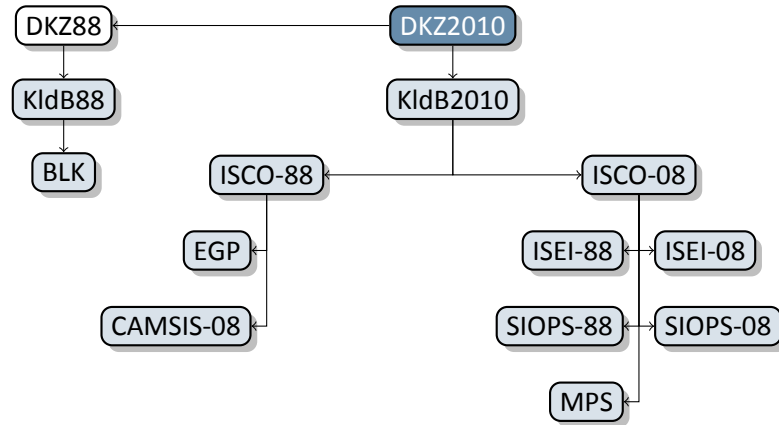 DKZ88
DKZ2010
KldB88
KldB2010
BLK
ISCO-88
ISCO-08
EGP
ISEI-88
ISEI-08
CAMSIS-08
SIOPS-88
SIOPS-08
MPS